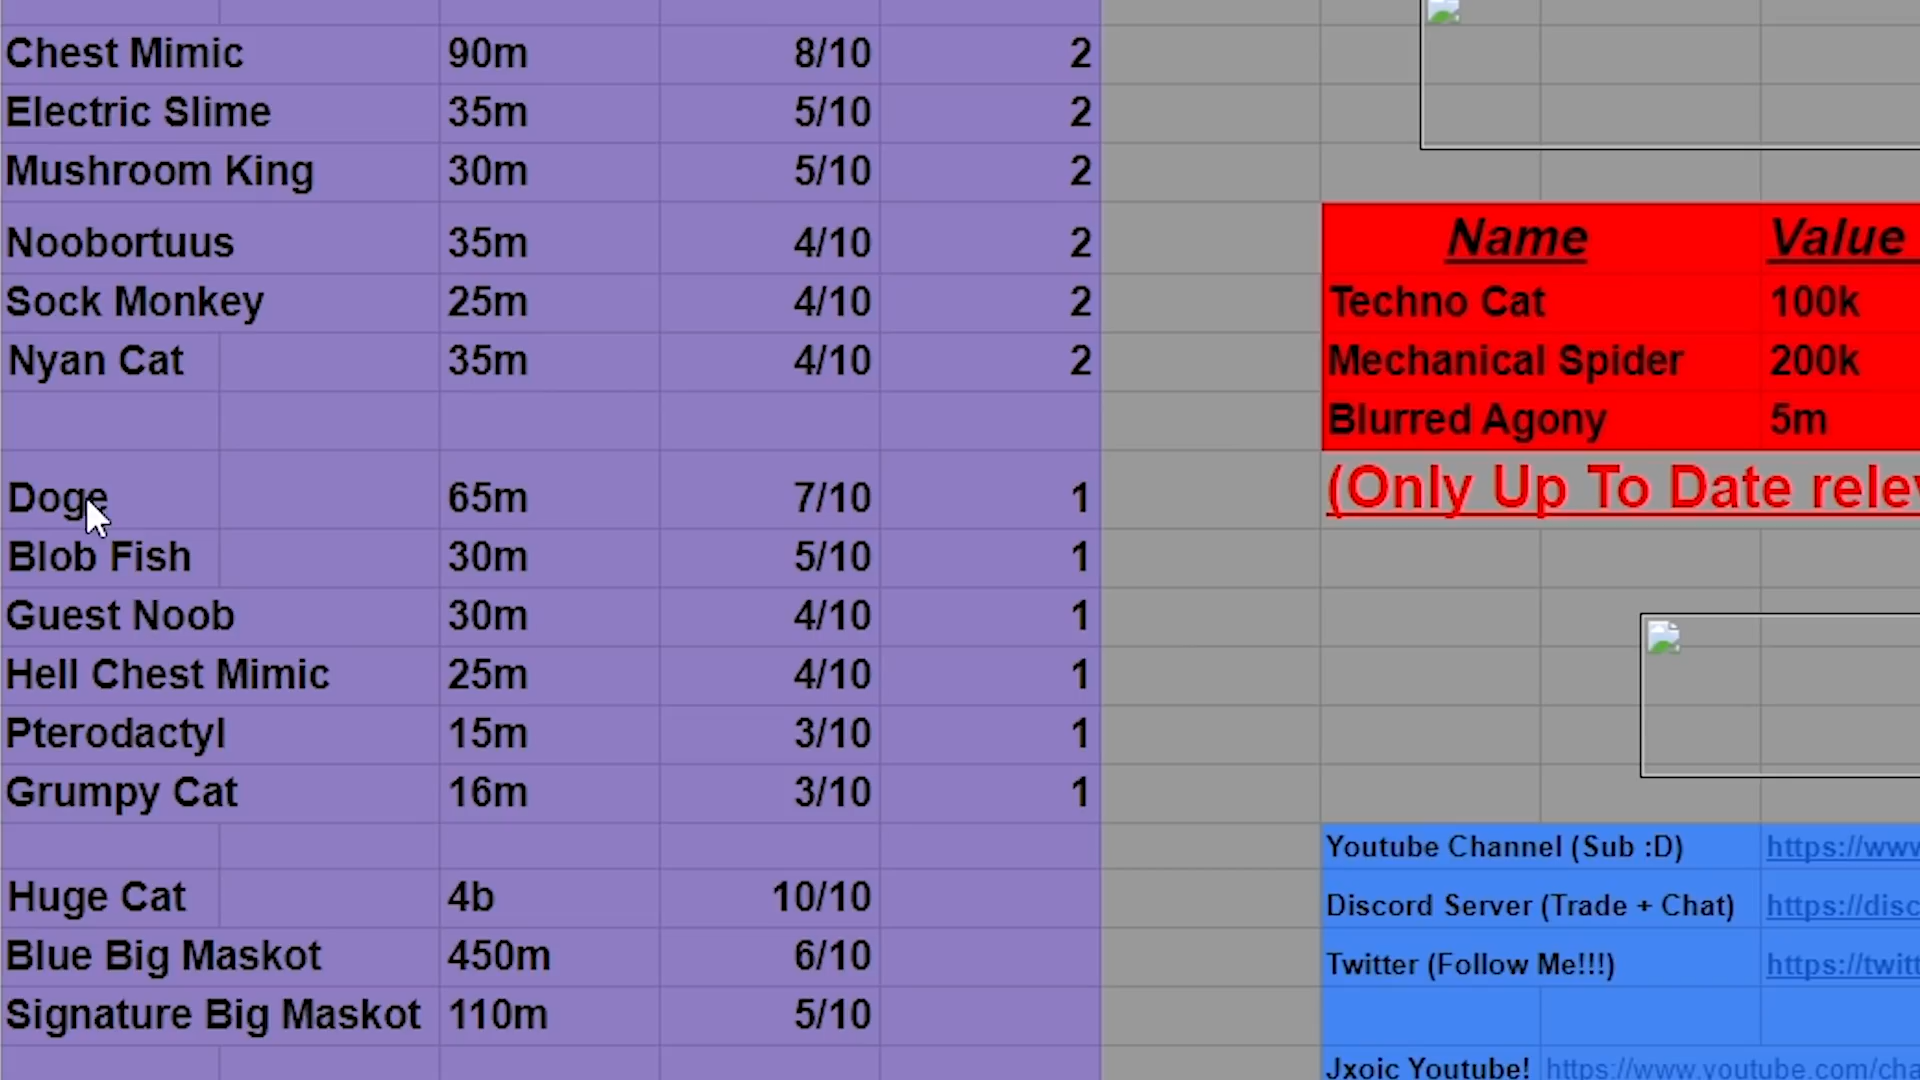 Chest Mimic 90m 8/10 2
Electric Slime 35m 5/10 2
Mushroom King 30m 5/10 2
Noobortuus 35m 4/10 2
Sock Monkey 25m 4/10 2
Nyan Cat 35m 4/10 2
Doge 65m 7/10 1
Blob Fish 30m 5/10 1
Guest Noob 30m 4/10 1
Hell Chest Mimic 25m 4/10 1
Pterodactyl 15m 3/10 1
Grumpy Cat 16m 3/10 1
Huge Cat 4b 10/10
Blue Big Maskot 450m 6/10
Signature Big Maskot 110m 5/10
Name Value
Techno Cat 100k
Mechanical Spider 200k
Blurred Agony 5m
(Only Up To Date rele
Youtube Channel (Sub :D) https://www
Discord Server (Trade + Chat) https://disc
Twitter (Follow Me!!!) https://twitt
Jxoic Youtube! https://www.youtube.com/cha